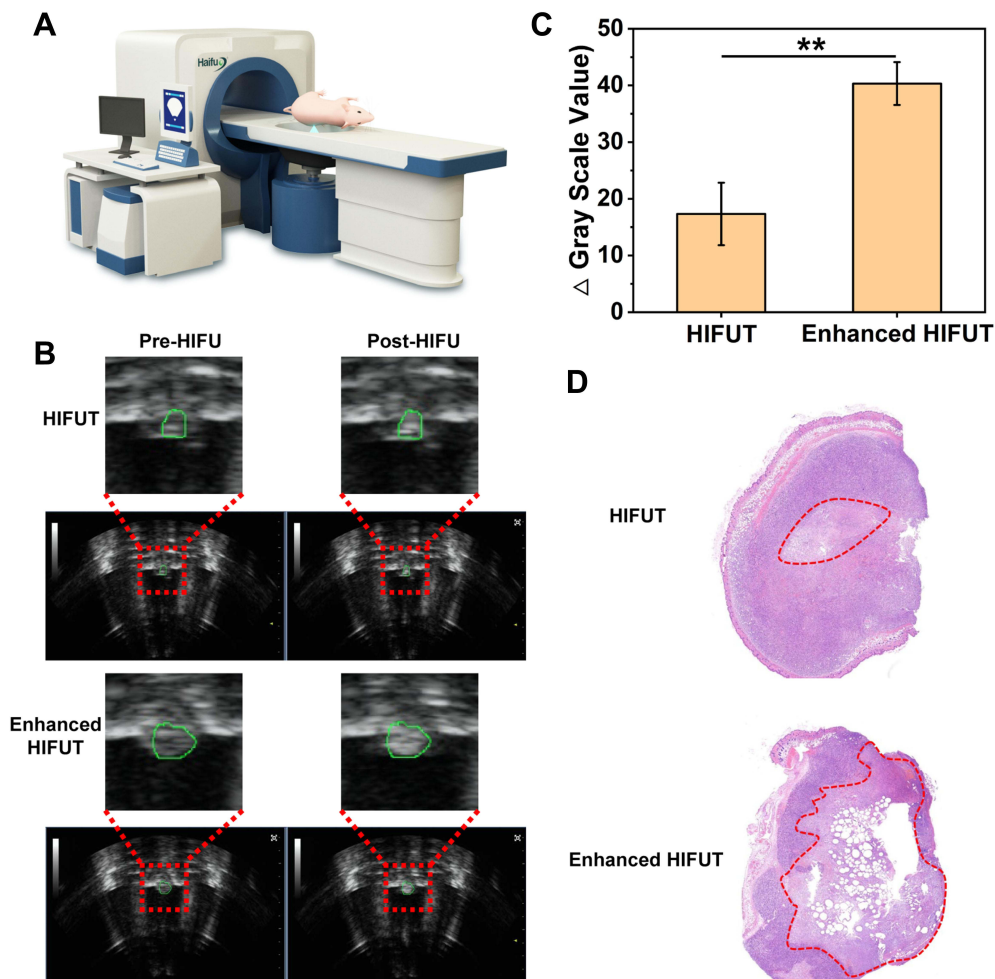 A
Haifu
B
Pre-HIFU
Post-HIFU
HIFUT
Enhanced
HIFUT
C
50
40
30
20
10
0
△ Gray Scale Value)
**
HIFUT
Enhanced HIFUT
D
HIFUT
Enhanced HIFUT